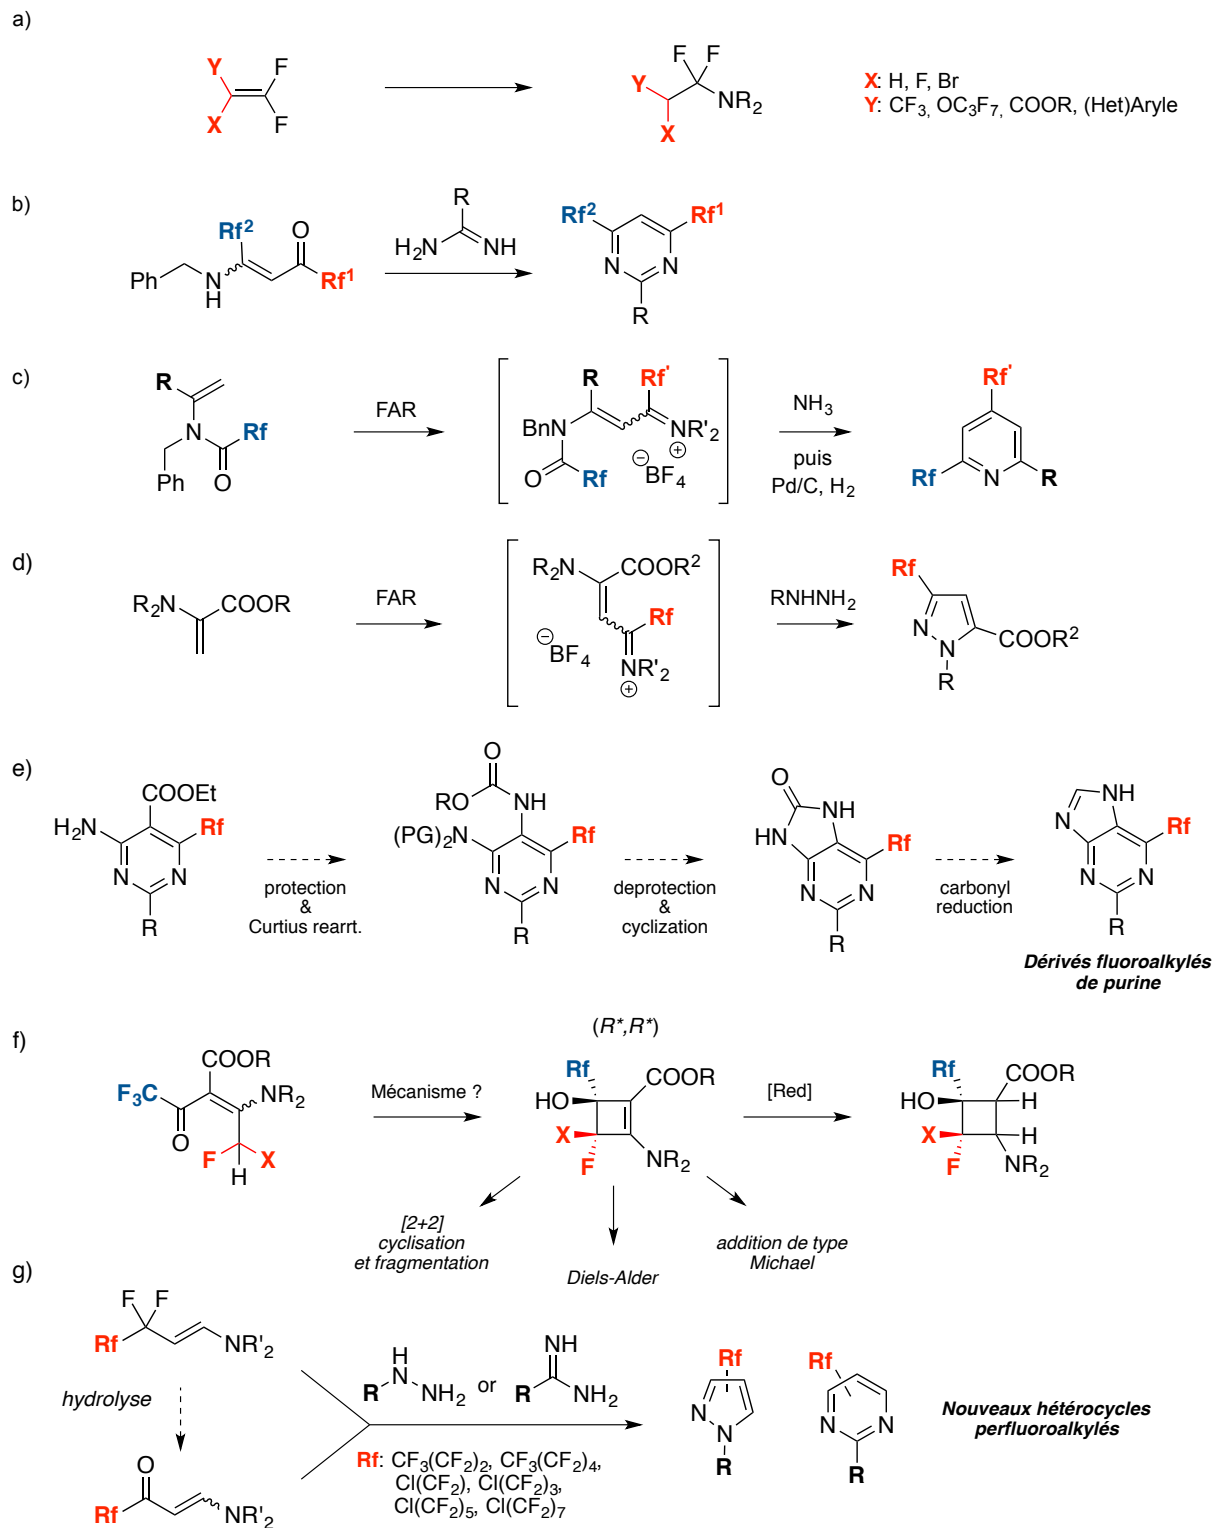 a)
Y
F
X
F
F F
Y
NR₂
X
X: H, F, Br
Y: CF₃, OC₃F₇, COOR, (Het)Aryle
b)
Rf² O
Ph N H Rf¹
R
H₂N NH
Rf² Rf¹
N N
R
c)
R
N Rf
Ph O
FAR
R Rf'
BnN NR'₂ ⊕
O Rf ⊖BF₄
NH₃
puis
Pd/C, H₂
Rf'
Rf N R
d)
R₂N COOR
FAR
R₂N COOR²
Rf
⊖BF₄ NR'₂
⊕
RNHNH₂
Rf
N N COOR²
R
e)
COOEt
H₂N Rf
N N
R
protection
&
Curtius rearrt.
O
RO NH
(PG)₂N Rf
N N
R
deprotection
&
cyclization
O
NH
HN Rf
N N
R
carbonyl
reduction
NH
N Rf
N N
R
Dérivés fluoroalkylés
de purine
f)
COOR
F₃C NR₂
O
F X
H
Mécanisme ?
(R*,R*)
Rf COOR
HO
X
F NR₂
[Red]
Rf COOR
HO H
X H
F NR₂
[2+2]
cyclisation
et fragmentation
Diels-Alder
addition de type
Michael
g)
F F
Rf NR'₂
hydrolyse
O
Rf NR'₂
H
R N NH₂
or
NH
R NH₂
Rf: CF₃(CF₂)₂, CF₃(CF₂)₄,
Cl(CF₂), Cl(CF₂)₃,
Cl(CF₂)₅, Cl(CF₂)₇
Rf
N N
R
Rf
N N
R
Nouveaux hétérocycles
perfluoroalkylés